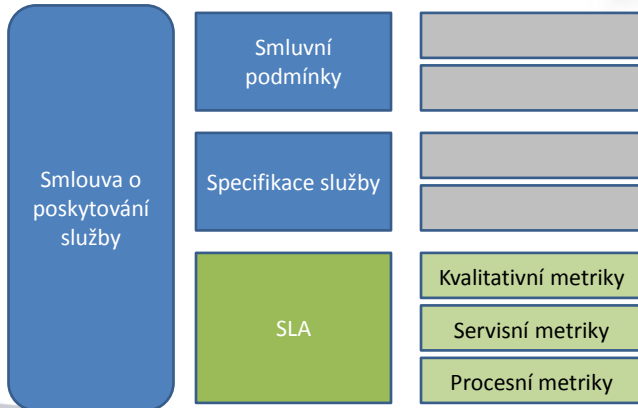 Smlouva o
poskytování
služby
Smluvní
podmínky
Specifikace služby
SLA
Kvalitativní metriky
Servisní metriky
Procesní metriky